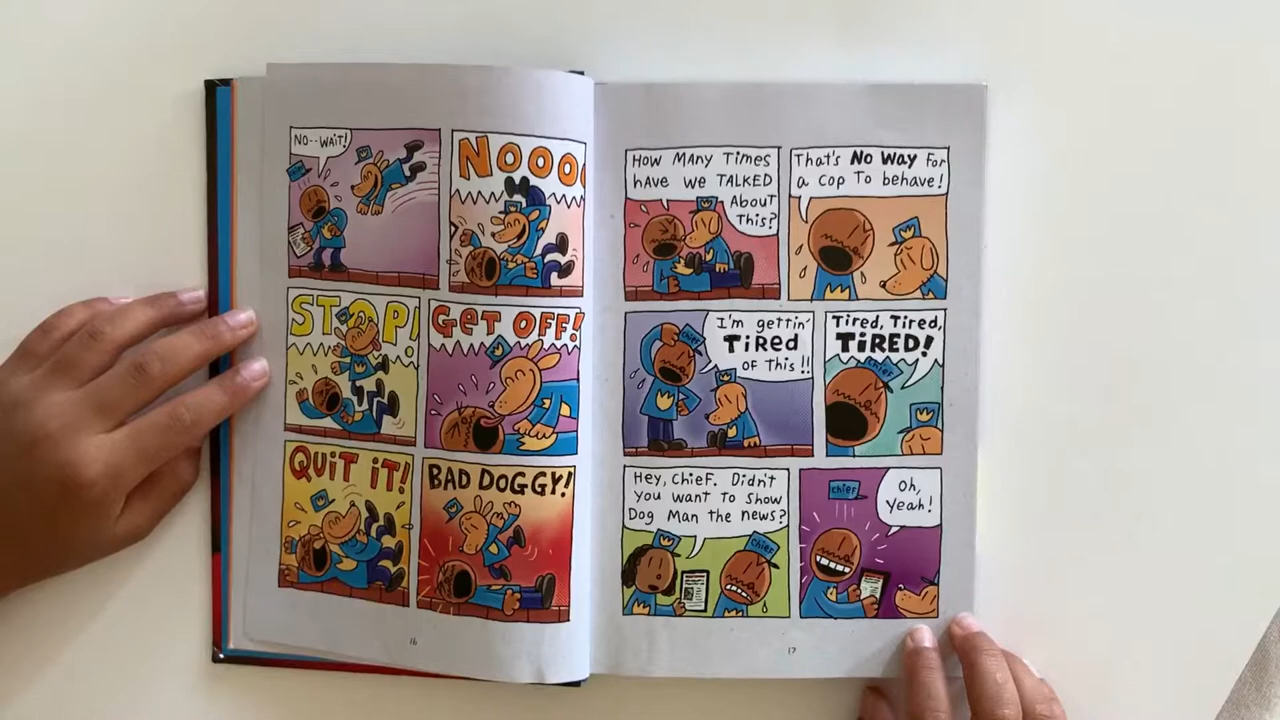 NO--WAIT!
chief
NOOO
STOP!
GET OFF!
QUIT IT!
BAD DOGGY!
16
HOW MANY Times
hAVE WE TALKED
About
This?
That's No Way For
a Cop To behave!
I'm gettin'
TiRED
OF This!!
chief
Tired, Tired,
TiRED!
chief
Hey, ChieF. Didn't
you want to show
Dog Man the news?
chief
Oh,
yeah!
chief
17